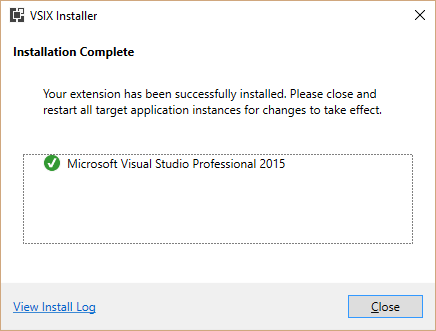 VSIX Installer
Installation Complete
Your extension has been successfully installed. Please close and
restart all target application instances for changes to take effect.
Microsoft Visual Studio Professional 2015
View Install Log
Close